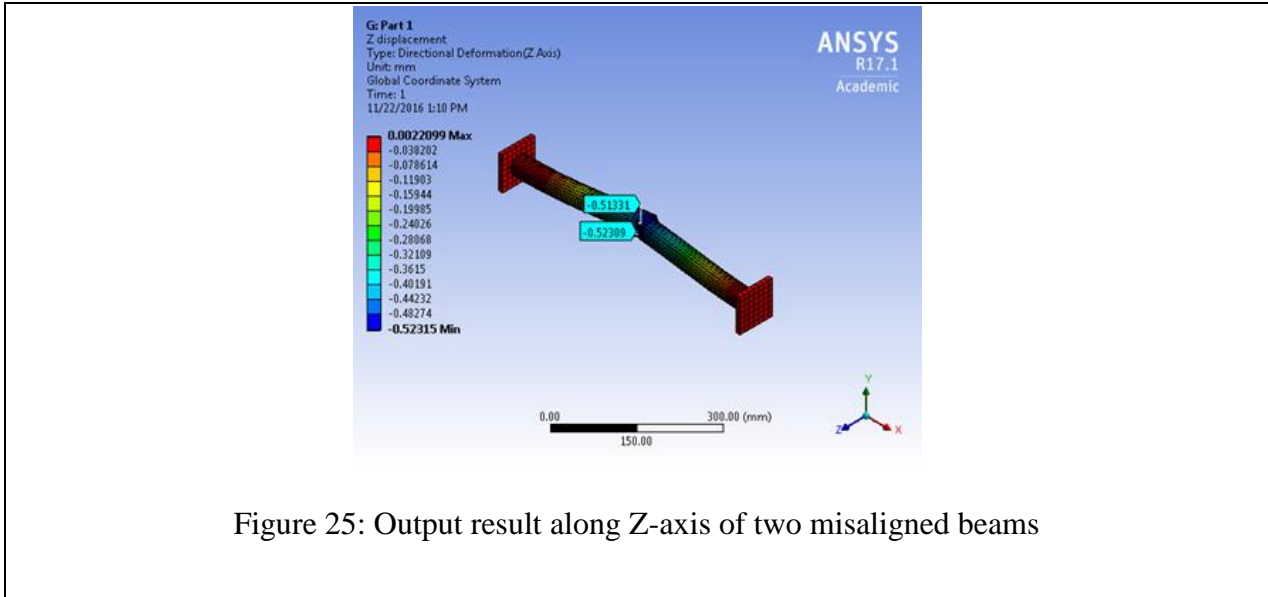 G: Part 1
Z displacement
Type: Directional Deformation(Z Axis)
Unit: mm
Global Coordinate System
Time: 1
11/22/2016 1:10 PM
ANSYS
R17.1
Academic
0.0022099 Max
-0.038202
-0.078614
-0.11903
-0.15944
-0.19985
-0.24026
-0.28068
-0.32109
-0.3615
-0.40191
-0.44232
-0.48274
-0.52315 Min
-0.51331
-0.52309
0.00
300.00 (mm)
150.00
Y
Z
X
Figure 25: Output result along Z-axis of two misaligned beams